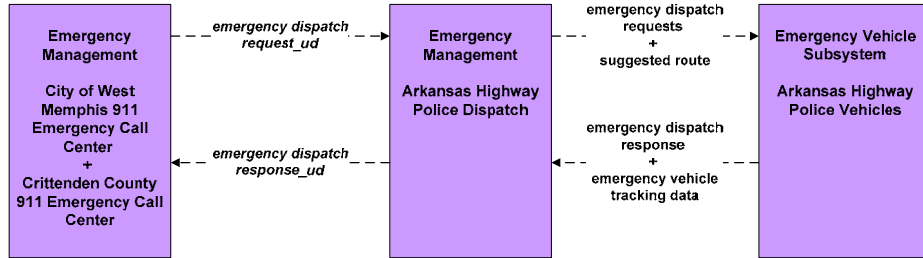 Emergency
Management
City of West
Memphis 911
Emergency Call
Center
+
Crittenden County
911 Emergency Call
Center
emergency dispatch
request_ud
emergency dispatch
response_ud
Emergency
Management
Arkansas Highway
Police Dispatch
emergency dispatch
requests
+
suggested route
emergency dispatch
response
+
emergency vehicle
tracking data
Emergency Vehicle
Subsystem
Arkansas Highway
Police Vehicles